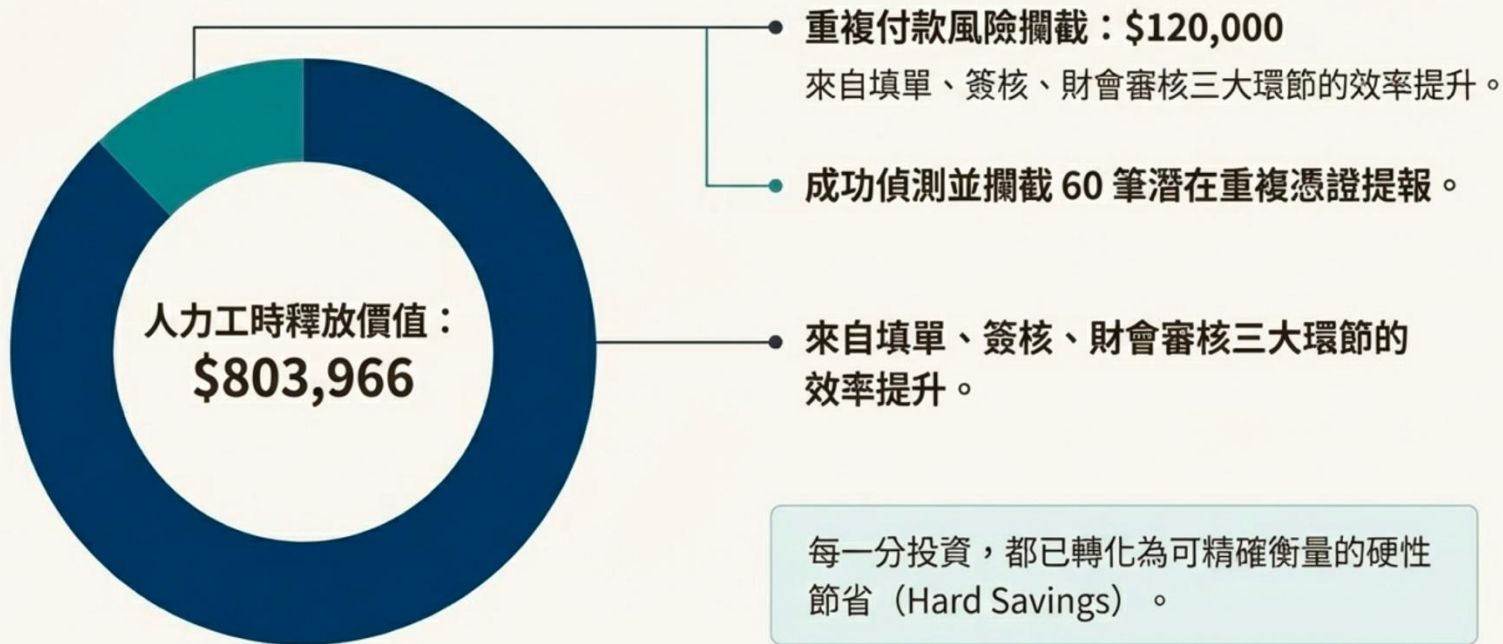 重複付款風險攔截：$120,000
來自填單、簽核、財會審核三大環節的效率提升。
成功偵測並攔截 60 筆潛在重複憑證提報。
人力工時釋放價值：
$803,966
來自填單、簽核、財會審核三大環節的
效率提升。
每一分投資，都已轉化為可精確衡量的硬性
節省（Hard Savings）。